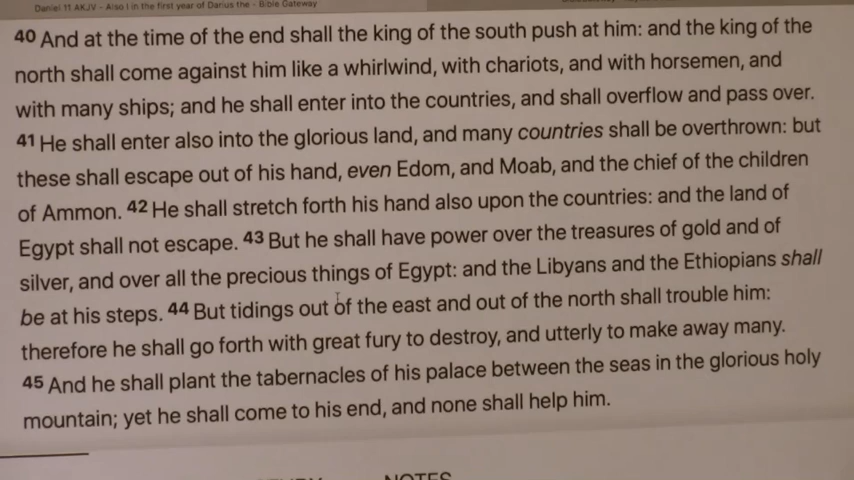 Daniel 11 AKJV - Also I in the first year of Darius the - Bible Gateway
40 And at the time of the end shall the king of the south push at him: and the king of the
north shall come against him like a whirlwind, with chariots, and with horsemen, and
with many ships; and he shall enter into the countries, and shall overflow and pass over.
41 He shall enter also into the glorious land, and many countries shall be overthrown: but
these shall escape out of his hand, even Edom, and Moab, and the chief of the children
of Ammon. 42 He shall stretch forth his hand also upon the countries: and the land of
Egypt shall not escape. 43 But he shall have power over the treasures of gold and of
silver, and over all the precious things of Egypt: and the Libyans and the Ethiopians shall
be at his steps. 44 But tidings out of the east and out of the north shall trouble him:
therefore he shall go forth with great fury to destroy, and utterly to make away many.
45 And he shall plant the tabernacles of his palace between the seas in the glorious holy
mountain; yet he shall come to his end, and none shall help him.
NOTES